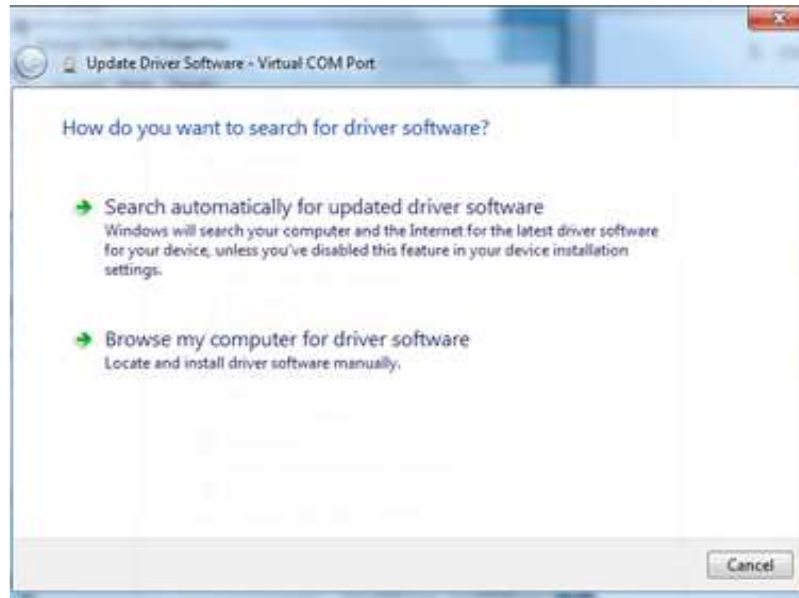 Update Driver Software - Virtual COM Port
How do you want to search for driver software?
Search automatically for updated driver software
Windows will search your computer and the Internet for the latest driver software
for your device, unless you've disabled this feature in your device installation
settings.
Browse my computer for driver software
Locate and install driver software manually.
Cancel